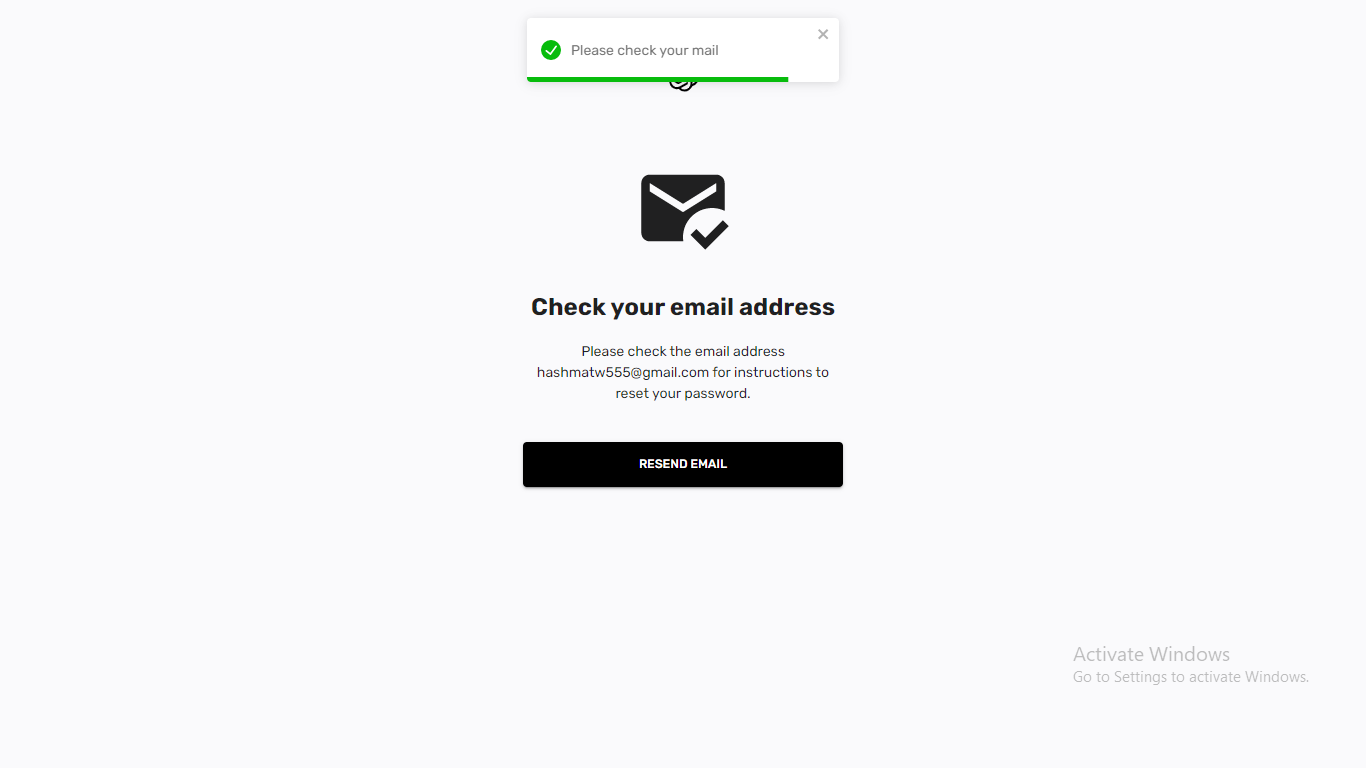 Please check your mail
Check your email address
Please check the email address
hashmatw555@gmail.com for instructions to
reset your password.
RESEND EMAIL
Activate Windows
Go to Settings to activate Windows.